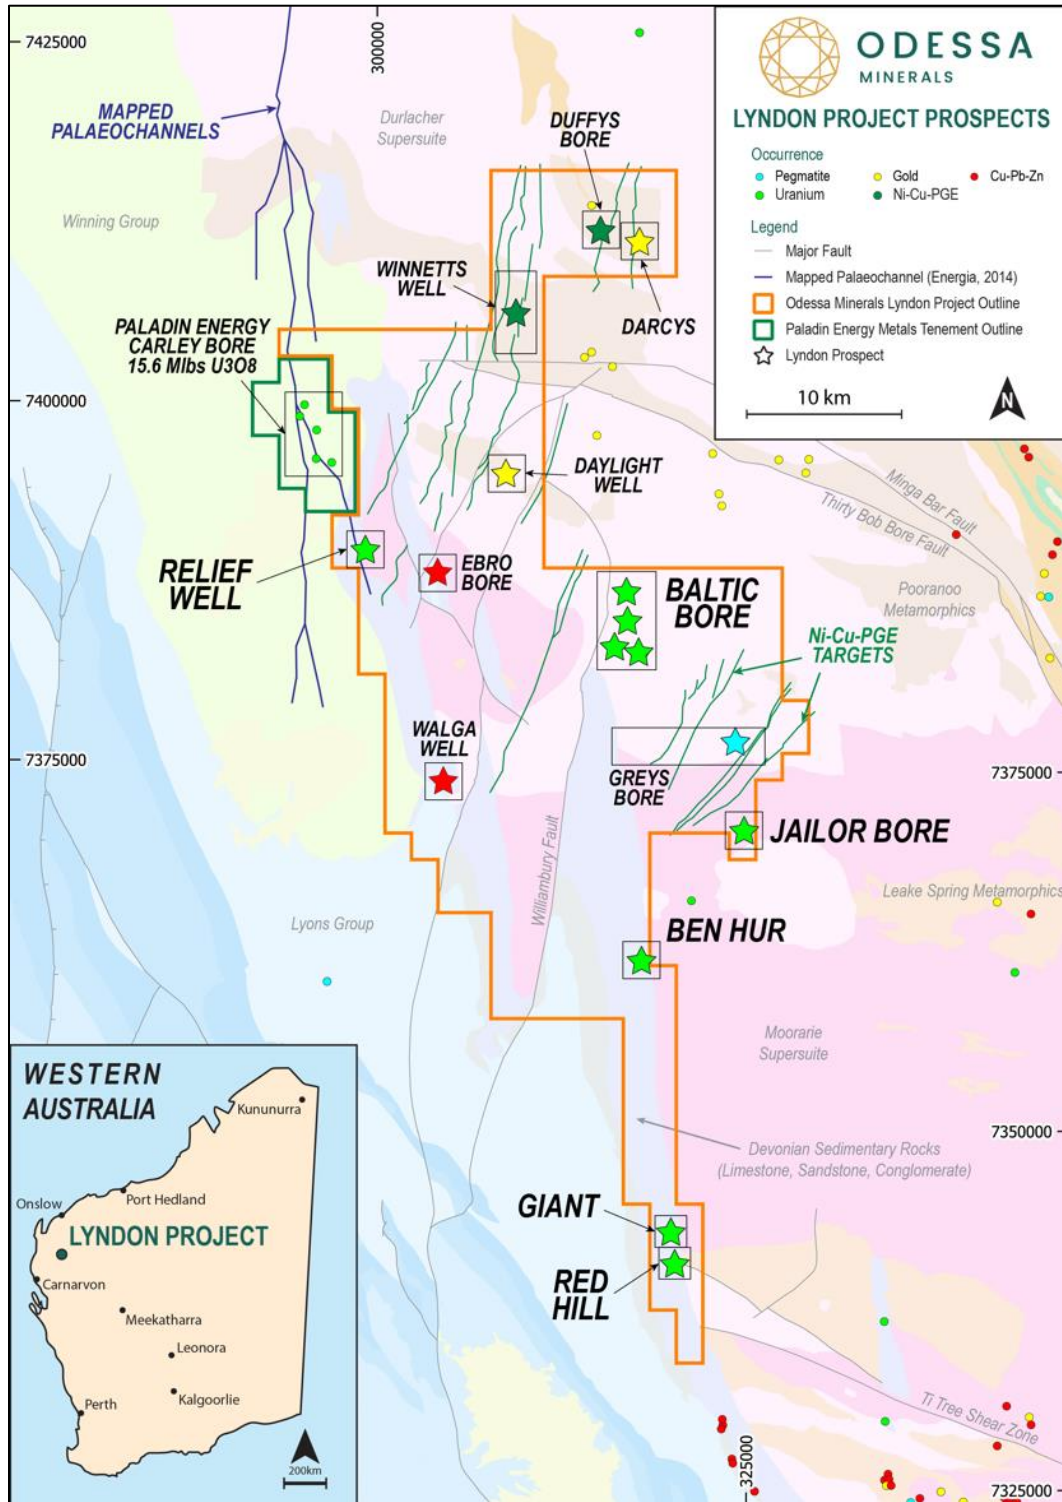 7425000
300000
ODESSA
MINERALS
LYNDON PROJECT PROSPECTS
Occurrence
Pegmatite
Gold
Cu-Pb-Zn
Uranium
Ni-Cu-PGE
Legend
Major Fault
Mapped Palaeochannel (Energia, 2014)
Odessa Minerals Lyndon Project Outline
Paladin Energy Metals Tenement Outline
Lyndon Prospect
10 km
N
MAPPED
PALAEOCHANNELS
Durlacher
Supersuite
DUFFYS
BORE
Winning Group
WINNETTS
WELL
DARCYS
PALADIN ENERGY
CARLEY BORE
15.6 Mlbs U3O8
7400000
DAYLIGHT
WELL
Minga Bar Fault
Thirty Bob Bore Fault
RELIEF
WELL
EBRO
BORE
BALTIC
BORE
Pooranoo
Metamorphics
Ni-Cu-PGE
TARGETS
WALGA
WELL
7375000
GREYS
BORE
7375000
JAILOR BORE
Williambury Fault
Leake Spring Metamorphics
Lyons Group
BEN HUR
Moorarie
Supersuite
WESTERN
AUSTRALIA
Kununurra
7350000
Devonian Sedimentary Rocks
(Limestone, Sandstone, Conglomerate)
Port Hedland
Onslow
LYNDON PROJECT
GIANT
Carnarvon
RED
HILL
Meekatharra
Leonora
Kalgoorlie
Perth
Ti Tree Shear Zone
200km
325000
7325000